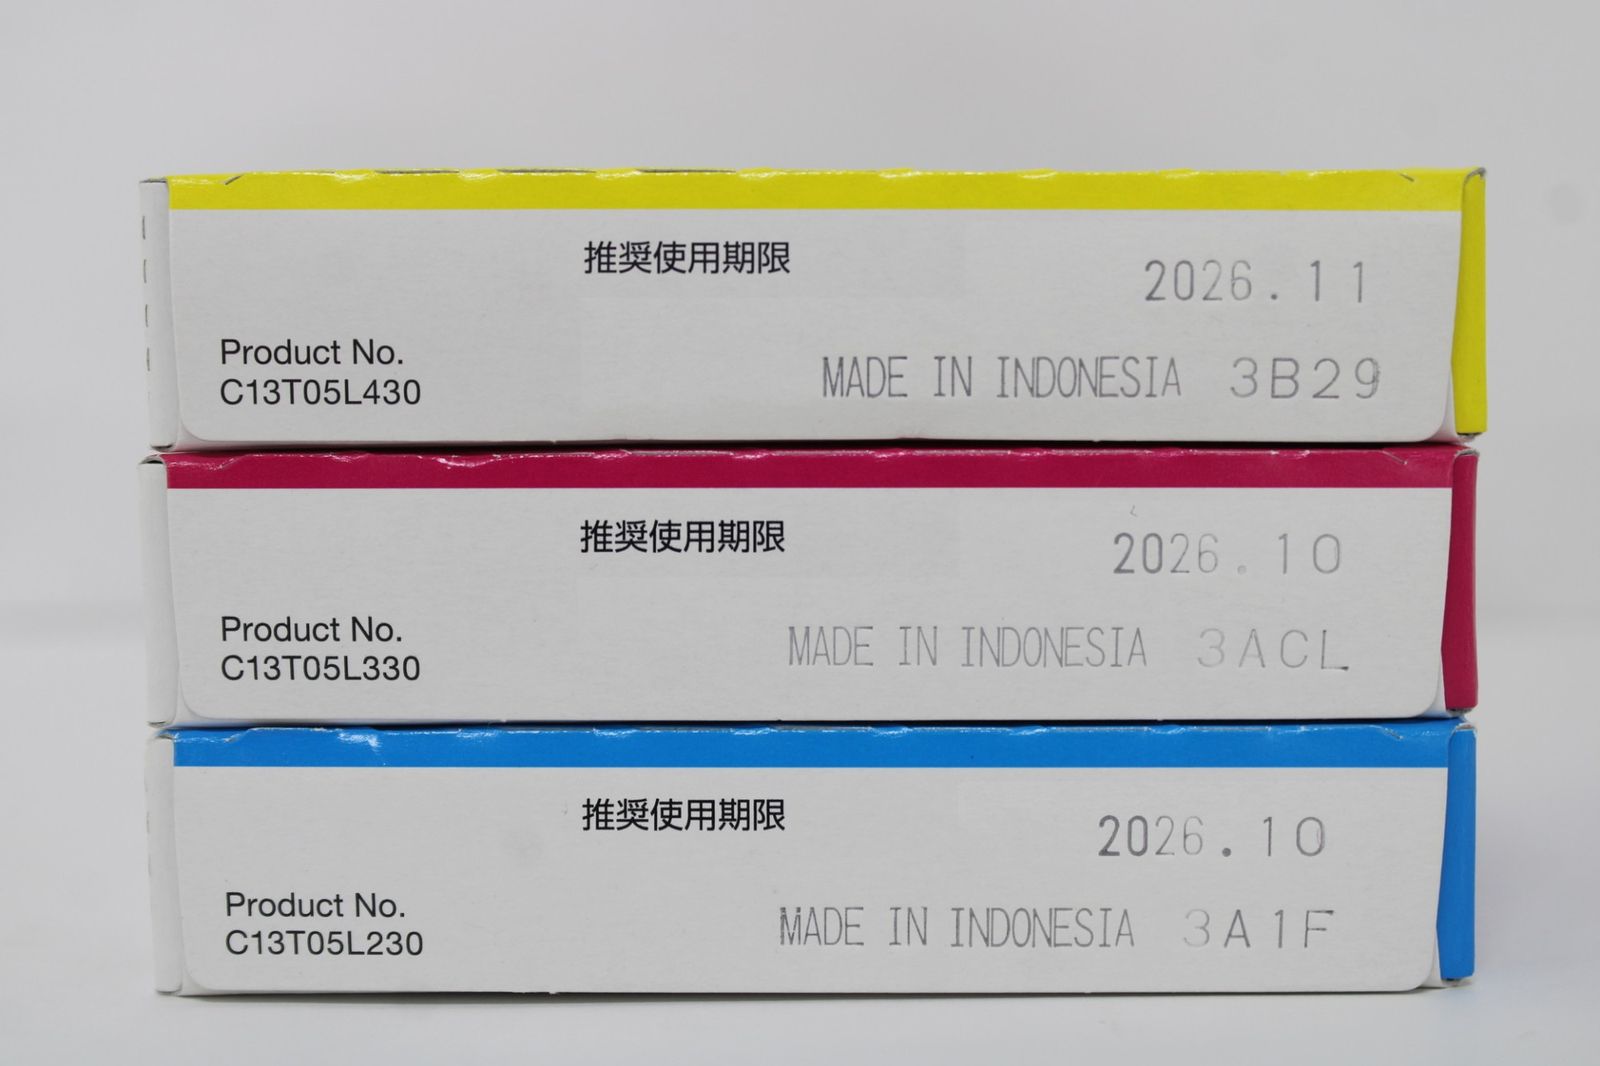 推奨使用期限
2026.11
Product No.
C13T05L430
MADE IN INDONESIA 3B29
推奨使用期限
2026.10
Product No.
C13T05L330
MADE IN INDONESIA 3ACL
推奨使用期限
2026.10
Product No.
C13T05L230
MADE IN INDONESIA 3A1F